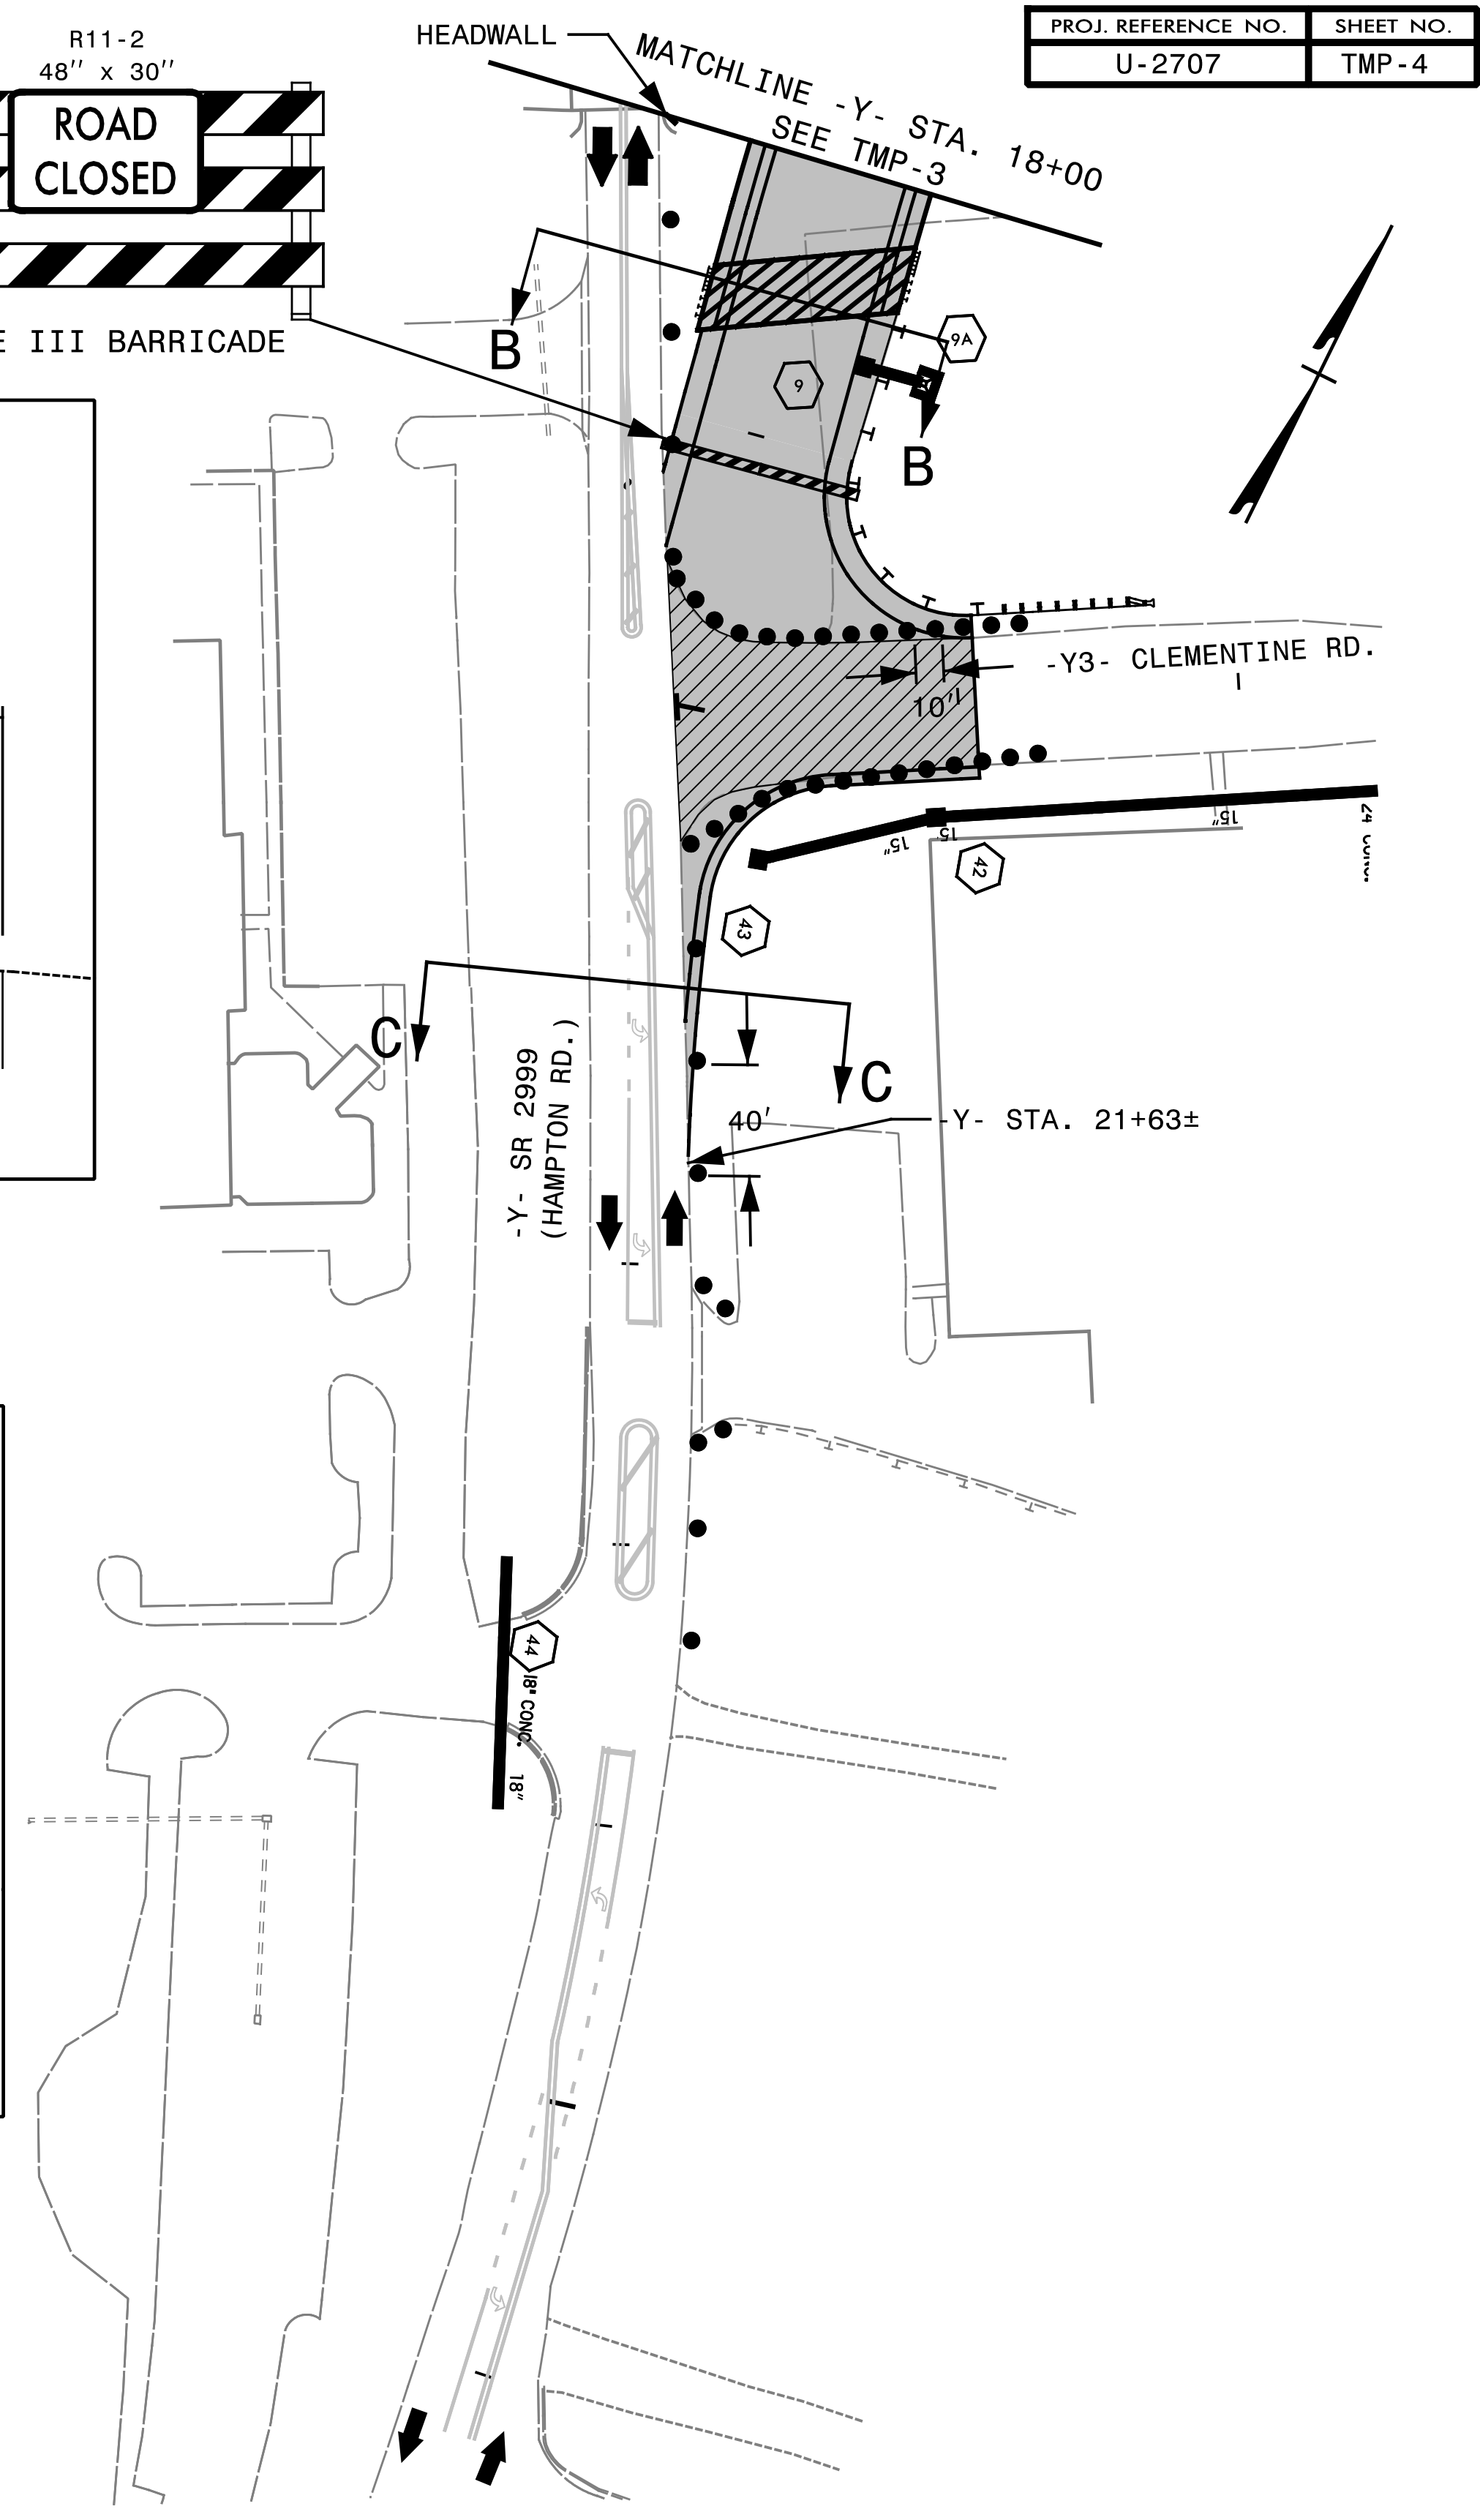 R11-2
48" x 30"
ROAD
CLOSED
III BARRICADE
HEADWALL
MATCHLINE -Y- STA. 18+00
SEE TMP-3
PROJ. REFERENCE NO.
SHEET NO.
U-2707
TMP-4
B
9A
9
B
-Y3- CLEMENTINE RD.
10'
15"
15"
15"
42
43
C
C
-Y- SR 2999
(HAMPTON RD.)
40'
-Y- STA. 21+63±
44
18" CONC.
18"